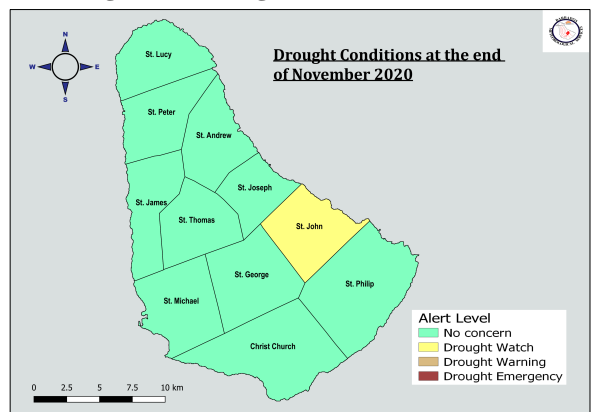 Drought Conditions at the end
of November 2020
N
W E
S
St. Lucy
St. Peter
St. Andrew
St. Joseph
St. James
St. Thomas
St. John
St. George
St. Philip
St. Michael
Christ Church
Alert Level
No concern
Drought Watch
Drought Warning
Drought Emergency
0 2.5 5 7.5 10 km